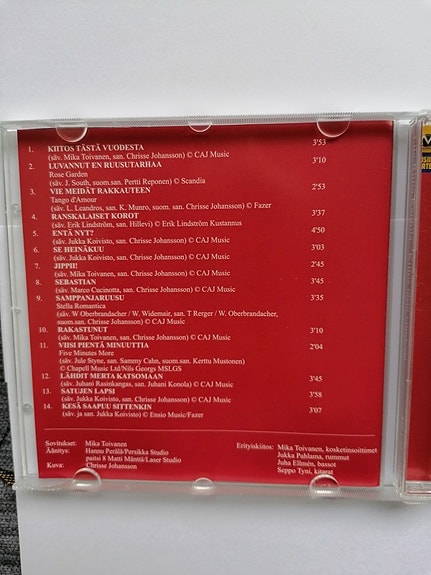 1. KIITOS TÄSTÄ VUODESTA 3'53
(säv. Mika Toivanen, san. Chrisse Johansson) © CAJ Music
2. LUVANNUT EN RUUSUTARHAA 3'10
Rose Garden
(säv. J. South, suom.san. Pertti Reponen) © Scandia
3. VIE MEIDÄT RAKKAUTEEN 2'53
Tango d'Amour
(säv. L. Leandros, san. K. Munro, suom. san. Chrisse Johansson) © Fazer
4. RANSKALAISET KOROT 3'37
(säv. Erik Lindström, san. Hillevi) © Erik Lindström Kustannus
5. ENTÄ NYT? 4'50
(säv. Jukka Koivisto, san. Chrisse Johansson) © CAJ Music
6. SE HEINÄKUU 3'03
(säv. Jukka Koivisto, san. Chrisse Johansson) © CAJ Music
7. JIPPII! 2'45
(säv. Mika Toivanen, san. Chrisse Johansson) © CAJ Music
8. SEBASTIAN 3'45
(säv. Marco Cucinotta, san. Chrisse Johansson) © CAJ Music
9. SAMPPANJARUUSU 3'35
Stella Romantica
(säv. W Oberbrandacher / W. Widemair, san. T Rerger / W. Oberbrandacher,
suom.san. Chrisse Johansson) © CAJ Music
10. RAKASTUNUT 3'10
(säv. Mika Toivanen, san. Chrisse Johansson) © CAJ Music
11. VIISI PIENTÄ MINUUTTIA 2'04
Five Minutes More
(säv. Jule Styne, san. Sammy Cahn, suom.san. Kerttu Mustonen)
© Chapell Music Ltd/Nils Georgs MSLGS
12. LÄHDIT MERTA KATSOMAAN 3'45
(säv. Juhani Rasinkangas, san. Juhani Konola) © CAJ Music
13. SATUJEN LAPSI 3'58
(säv. Jukka Koivisto, san. Chrisse Johansson) © CAJ Music
14. KESÄ SAAPUU SITTENKIN 3'07
(säv. ja san. Jukka Koivisto) © Ensio Music/Fazer
Sovitukset: Mika Toivanen
Äänitys: Hannu Perälä/Persikka Studio
paitsi 8 Matti Mänttä/Laser Studio
Kuva: Chrisse Johansson
Erityiskiitos: Mika Toivanen, kosketinsoittimet
Jukka Pahlama, rummut
Juha Ellmén, bassot
Seppo Tyni, kitarat